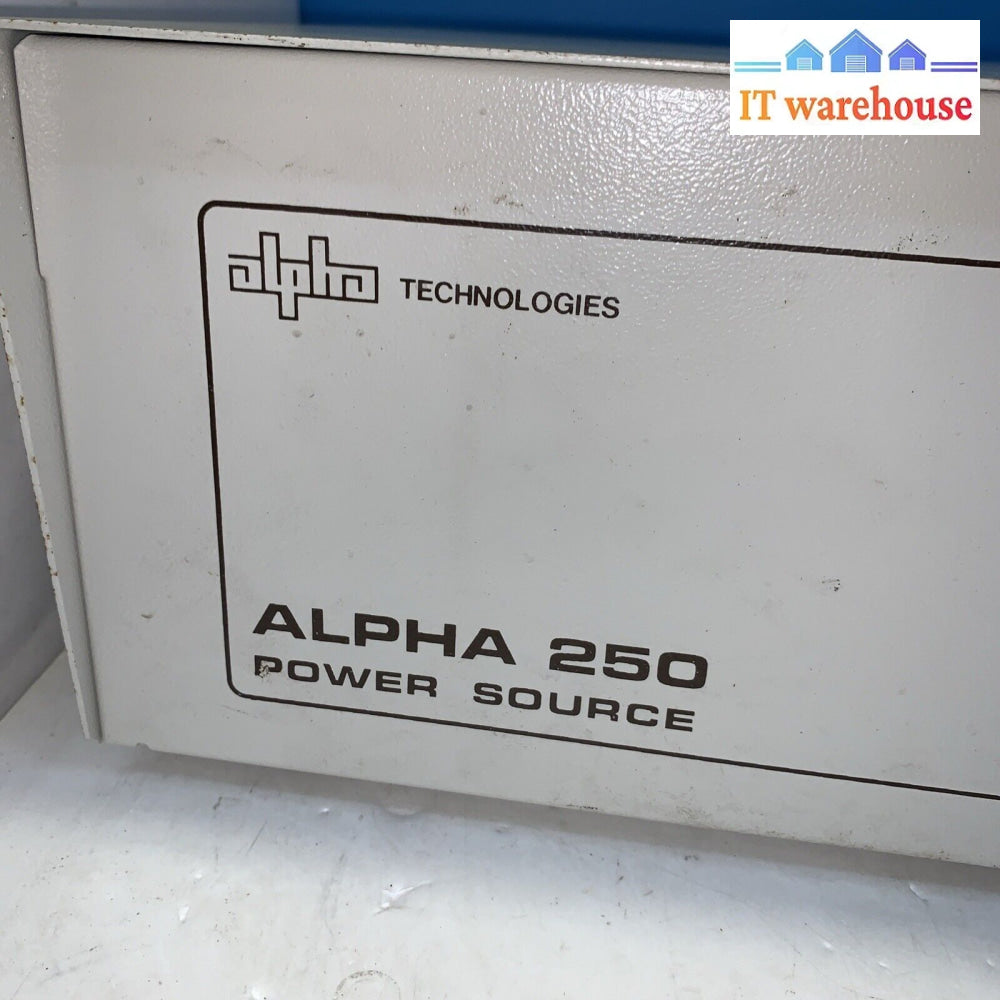 IT warehouse
alpha TECHNOLOGIES
ALPHA 250
POWER SOURCE